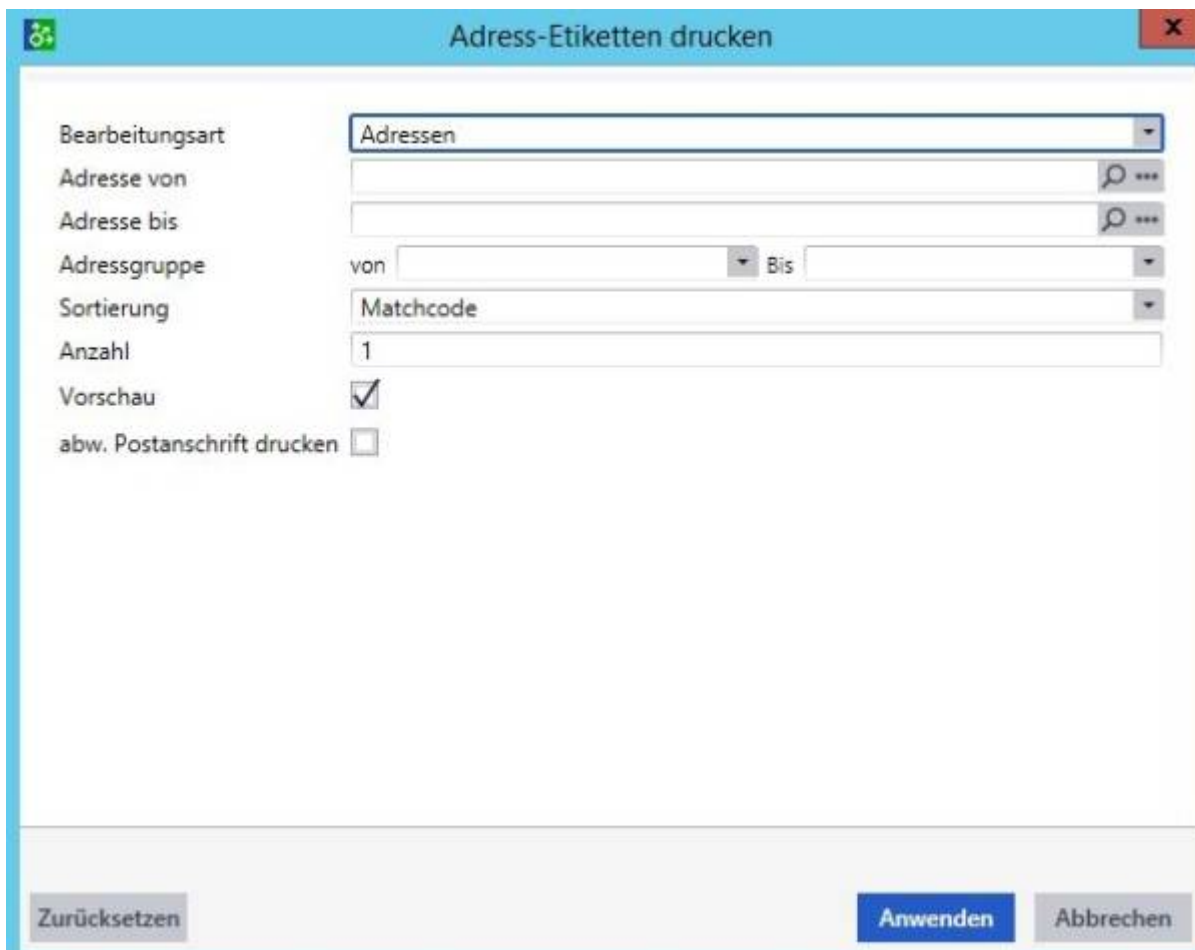 Adress-Etiketten drucken
Bearbeitungsart Adressen
Adresse von
Adresse bis
Adressgruppe von Bis
Sortierung Matchcode
Anzahl 1
Vorschau
abw. Postanschrift drucken
Zurücksetzen Anwenden Abbrechen